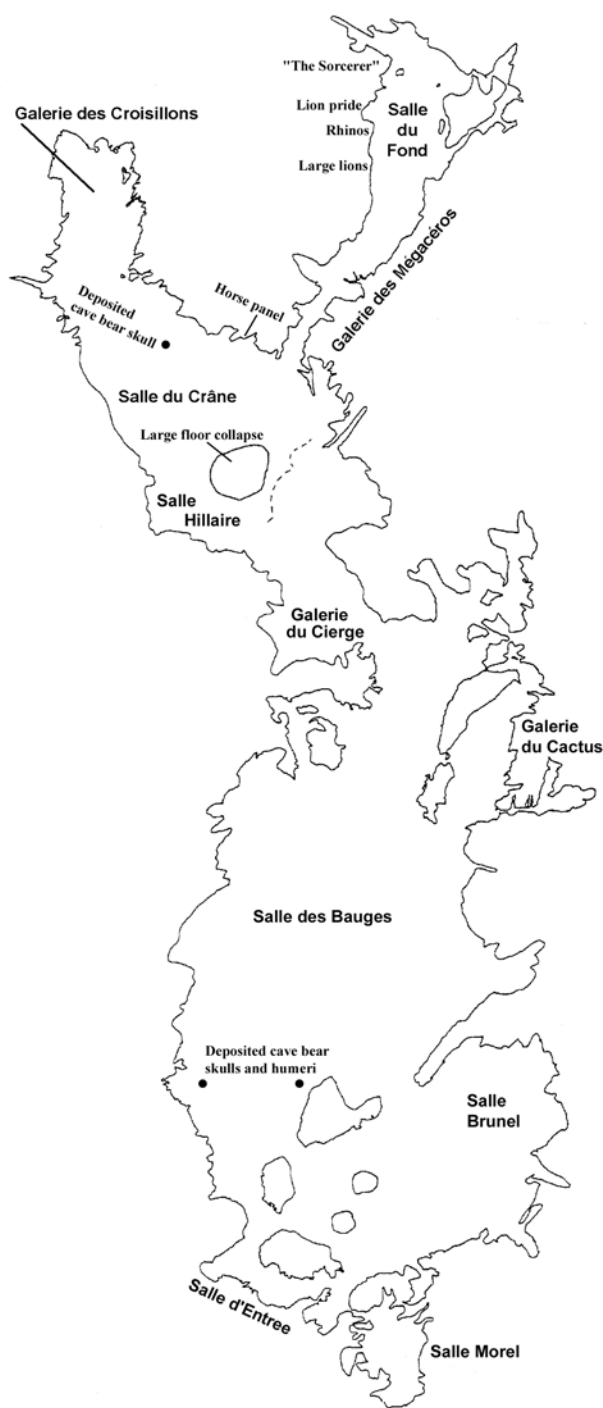 "The Sorcerer"
Lion pride
Rhinos
Large lions
Salle
du
Fond
Galerie des Croisillons
Galerie des Mégacéros
Horse panel
Deposited
cave bear
skull
Salle du Crâne
Large floor collapse
Salle
Hillaire
Galerie
du Cierge
Galerie
du Cactus
Salle des Bauges
Deposited cave bear
skulls and humeri
Salle
Brunel
Salle d'Entree
Salle Morel